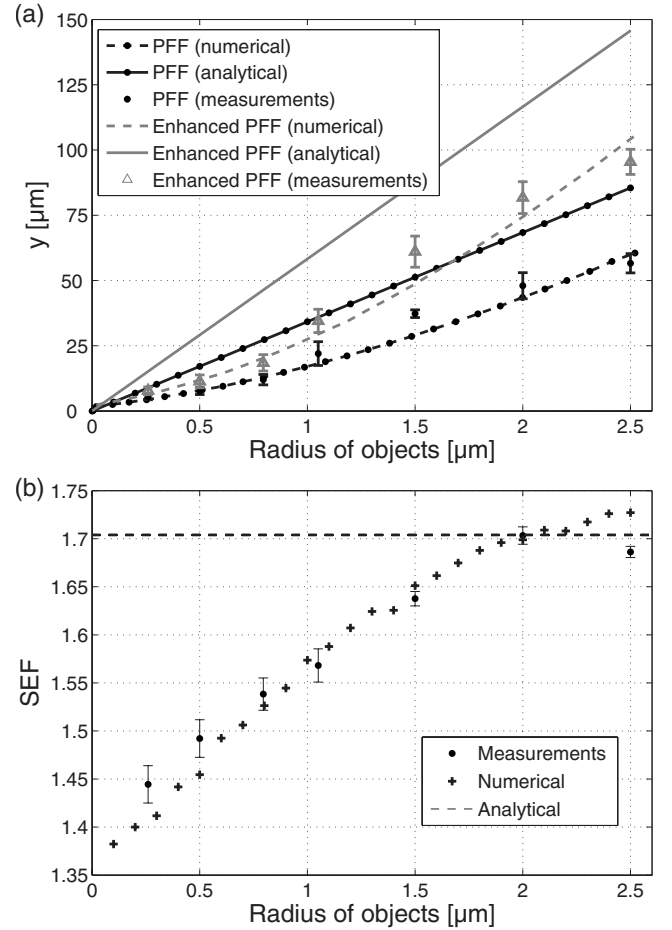 (a)
150
125
100
75
50
25
0
y [µm]
PFF (numerical)
PFF (analytical)
PFF (measurements)
Enhanced PFF (numerical)
Enhanced PFF (analytical)
Enhanced PFF (measurements)
0 0.5 1 1.5 2 2.5
Radius of objects [µm]
(b)
1.75
1.7
1.65
1.6
1.55
1.5
1.45
1.4
1.35
SEF
Measurements
Numerical
Analytical
0 0.5 1 1.5 2 2.5
Radius of objects [µm]